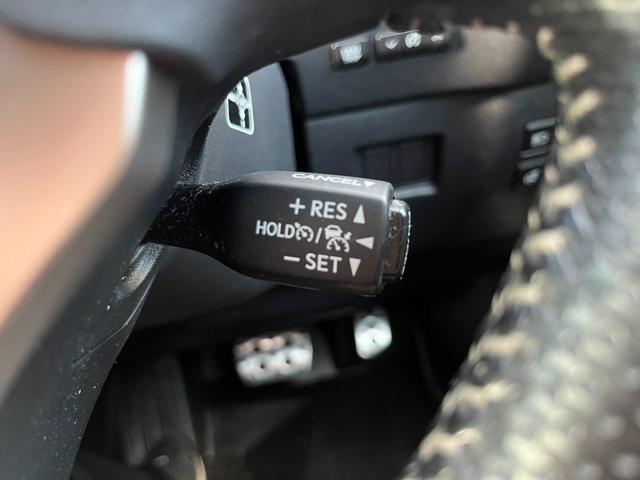 CANCEL▼
+ RES ▲
HOLD / ◀
− SET ▼